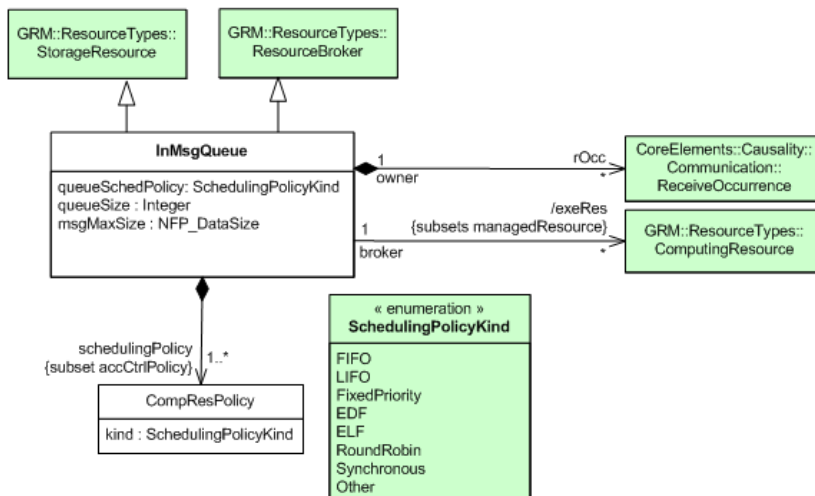 GRM::ResourceTypes::
StorageResource
GRM::ResourceTypes::
ResourceBroker
InMsgQueue
queueSchedPolicy: SchedulingPolicyKind
queueSize : Integer
msgMaxSize : NFP_DataSize
1
owner
rOcc
*
CoreElements::Causality::
Communication::
ReceiveOccurrence
1
broker
/exeRes
{subsets managedResource}
*
GRM::ResourceTypes::
ComputingResource
schedulingPolicy
{subset accCtrlPolicy}
1..*
CompResPolicy
kind : SchedulingPolicyKind
« enumeration »
SchedulingPolicyKind
FIFO
LIFO
FixedPriority
EDF
ELF
RoundRobin
Synchronous
Other